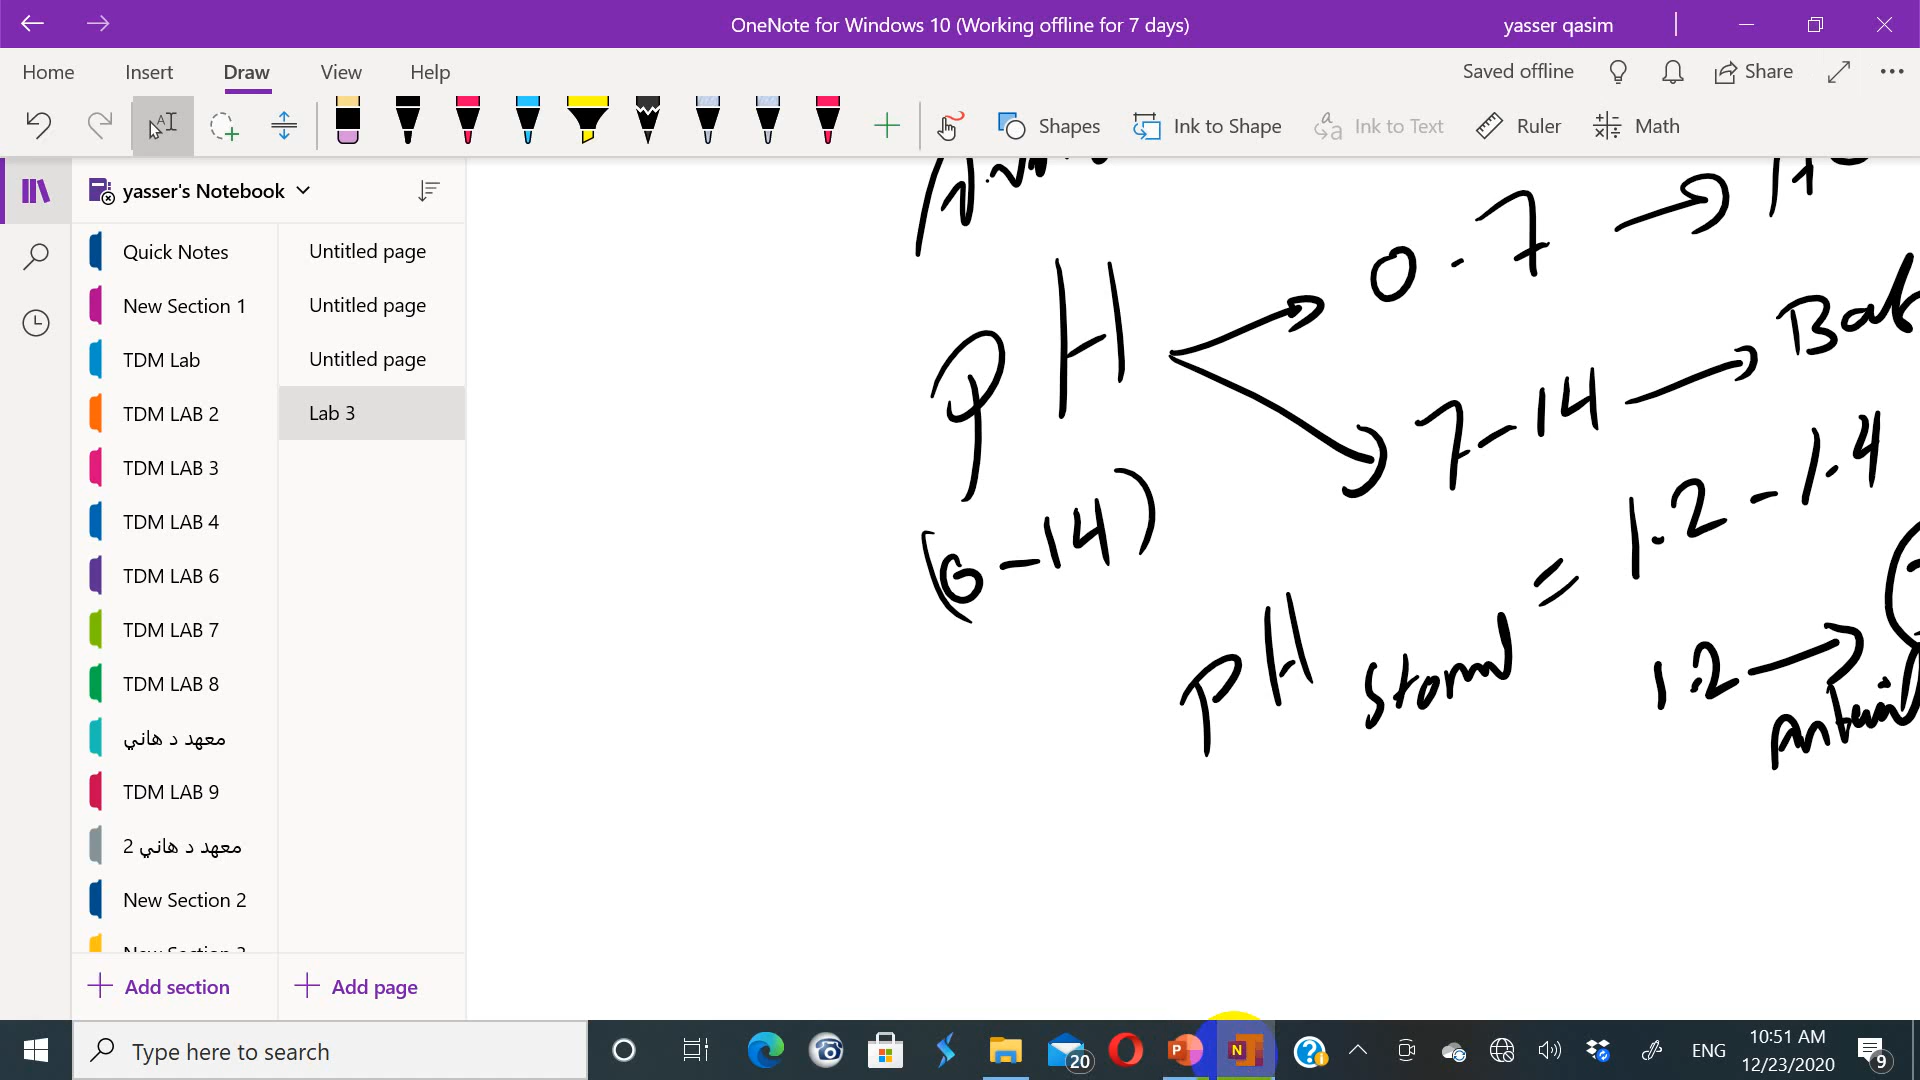 OneNote for Windows 10 (Working offline for 7 days)
yasser qasim
Home Insert Draw View Help
Saved offline Share
Shapes Ink to Shape Ink to Text Ruler Math
yasser's Notebook
Quick Notes
New Section 1
TDM Lab
TDM LAB 2
TDM LAB 3
TDM LAB 4
TDM LAB 6
TDM LAB 7
TDM LAB 8
معهد د هاني
TDM LAB 9
معهد د هاني 2
New Section 2
Add section
Untitled page
Untitled page
Untitled page
Lab 3
Add page
0.7
PH
7-14
(0-14)
PH = 1.2-1.4
1.2
Type here to search
20
ENG
10:51 AM
12/23/2020
9